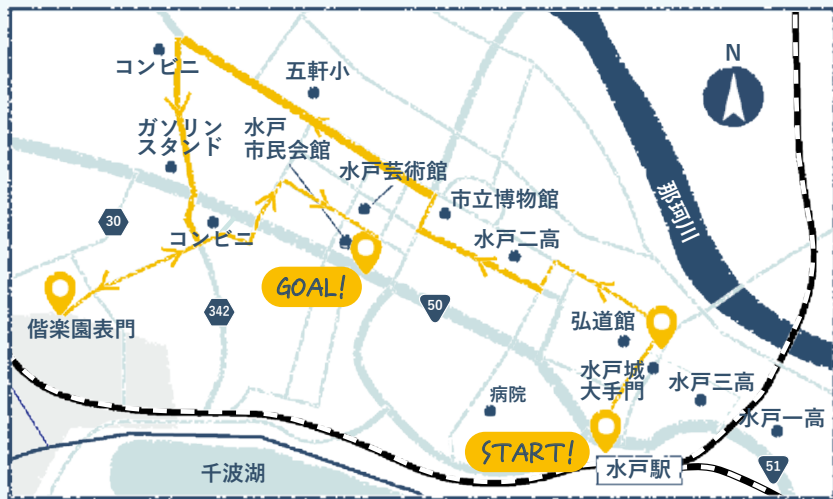 コンビニ
五軒小
N
ガソリン
スタンド
水戸
市民会館
水戸芸術館
市立博物館
那珂川
30
コンビニ
水戸二高
GOAL!
342
50
弘道館
偕楽園表門
水戸城
大手門
水戸三高
病院
水戸一高
START!
水戸駅
51
千波湖